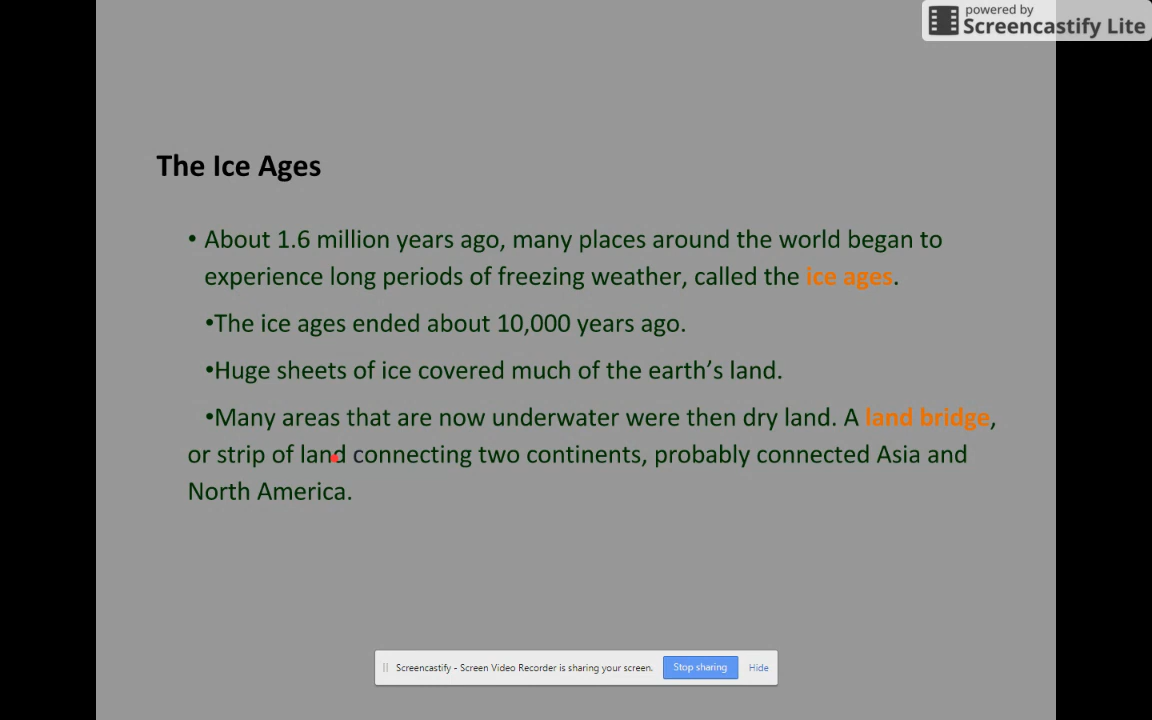 powered by
Screencastify Lite
The Ice Ages
• About 1.6 million years ago, many places around the world began to
experience long periods of freezing weather, called the ice ages.
•The ice ages ended about 10,000 years ago.
•Huge sheets of ice covered much of the earth’s land.
•Many areas that are now underwater were then dry land. A land bridge,
or strip of land connecting two continents, probably connected Asia and
North America.
Screencastify - Screen Video Recorder is sharing your screen. Stop sharing Hide